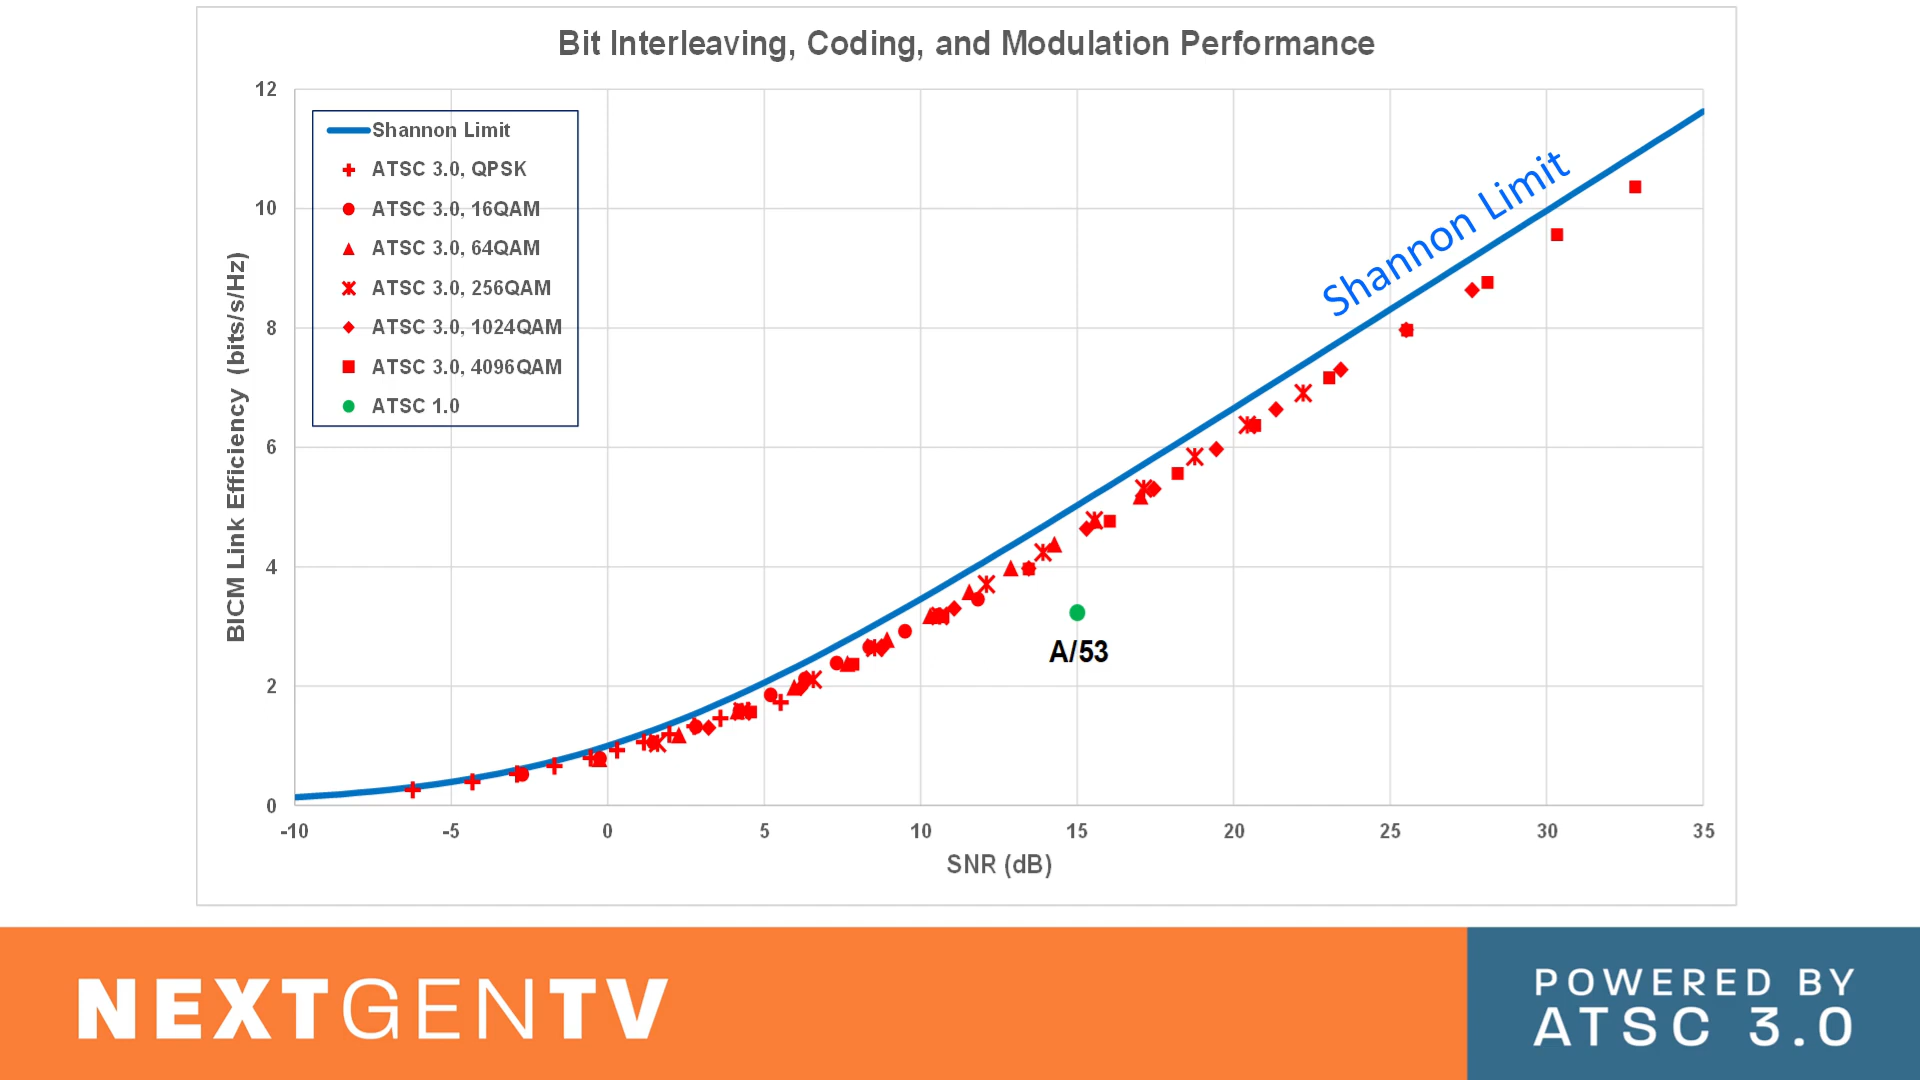 Bit Interleaving, Coding, and Modulation Performance
12
10
8
6
4
2
0
BICM Link Efficiency (bits/s/Hz)
Shannon Limit
ATSC 3.0, QPSK
ATSC 3.0, 16QAM
ATSC 3.0, 64QAM
ATSC 3.0, 256QAM
ATSC 3.0, 1024QAM
ATSC 3.0, 4096QAM
ATSC 1.0
Shannon Limit
A/53
-10 -5 0 5 10 15 20 25 30 35
SNR (dB)
NEXTGENTV
POWERED BY
ATSC 3.0